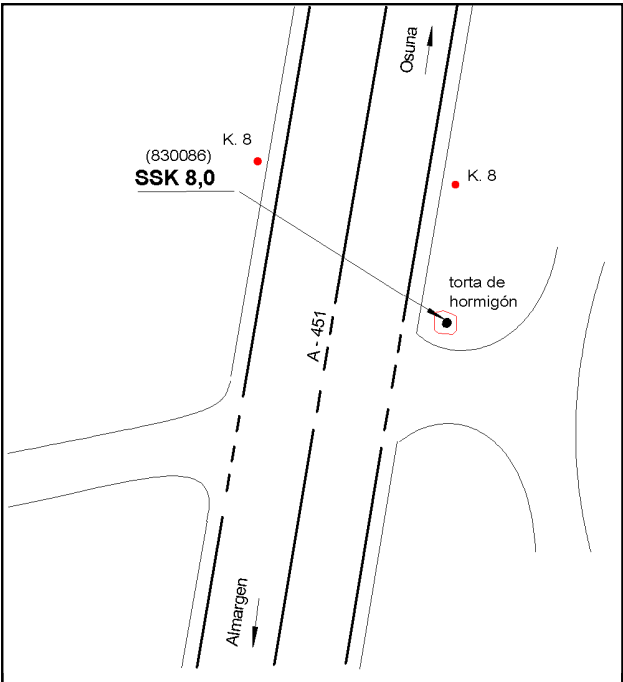 Osuna
K. 8
(830086)
SSK 8,0
K. 8
torta de
hormigón
A - 451
Almargen